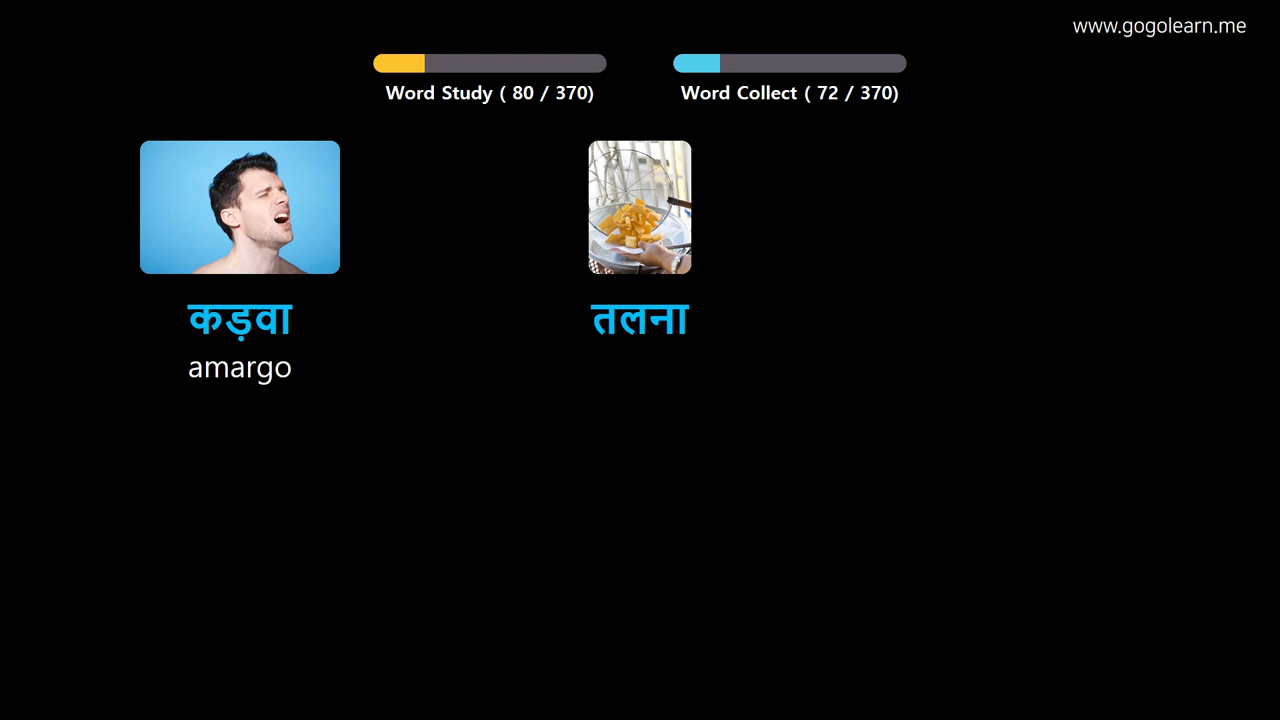 www.gogolearn.me
Word Study ( 80 / 370)
Word Collect ( 72 / 370)
कड़वा
तलना
amargo